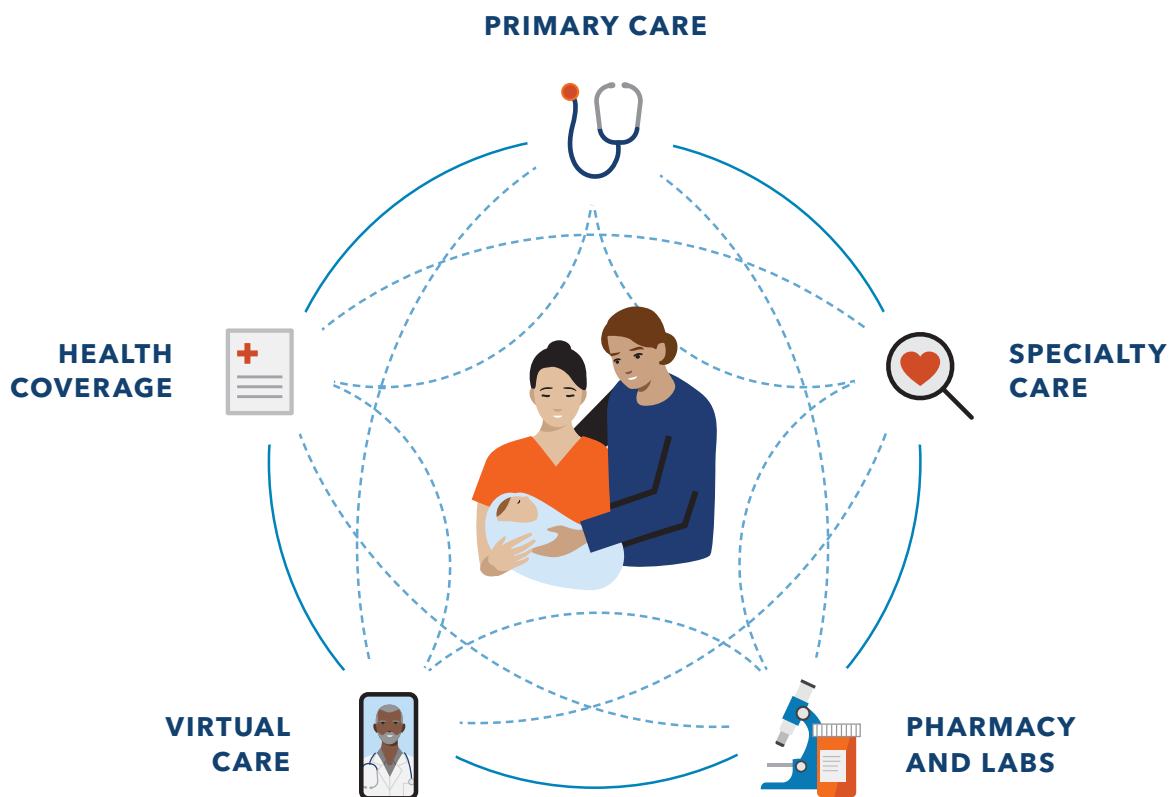 PRIMARY CARE
HEALTH
COVERAGE
SPECIALTY
CARE
VIRTUAL
CARE
PHARMACY
AND LABS